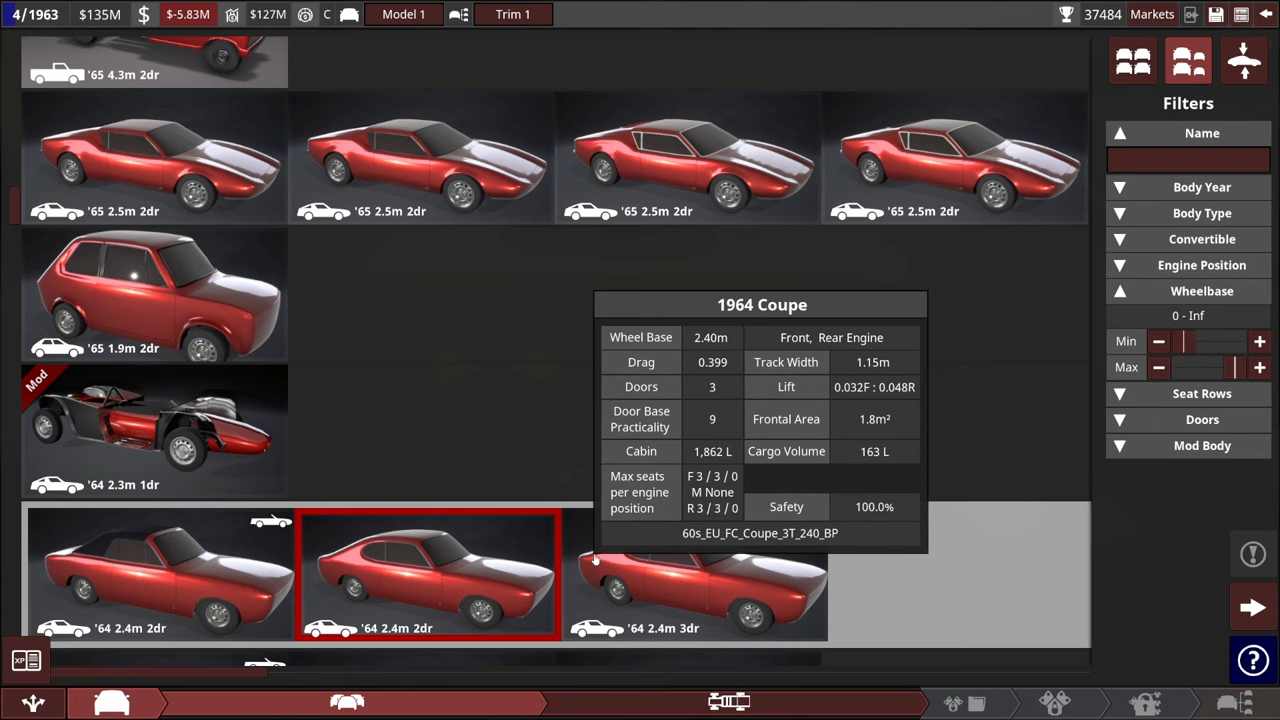 4/1963 $135M $ $-5.83M $127M C Model 1 Trim 1 37484 Markets
'65 4.3m 2dr
'65 2.5m 2dr '65 2.5m 2dr '65 2.5m 2dr '65 2.5m 2dr
'65 1.9m 2dr
Mod
'64 2.3m 1dr
'64 2.4m 2dr '64 2.4m 2dr '64 2.4m 3dr
1964 Coupe
Wheel Base 2.40m Front, Rear Engine
Drag 0.399 Track Width 1.15m
Doors 3 Lift 0.032F : 0.048R
Door Base Practicality 9 Frontal Area 1.8m²
Cabin 1,862 L Cargo Volume 163 L
Max seats per engine position F 3 / 3 / 0
M None
R 3 / 3 / 0 Safety 100.0%
60s_EU_FC_Coupe_3T_240_BP
Filters
Name
Body Year
Body Type
Convertible
Engine Position
Wheelbase
0 - Inf
Min
Max
Seat Rows
Doors
Mod Body
XP
?